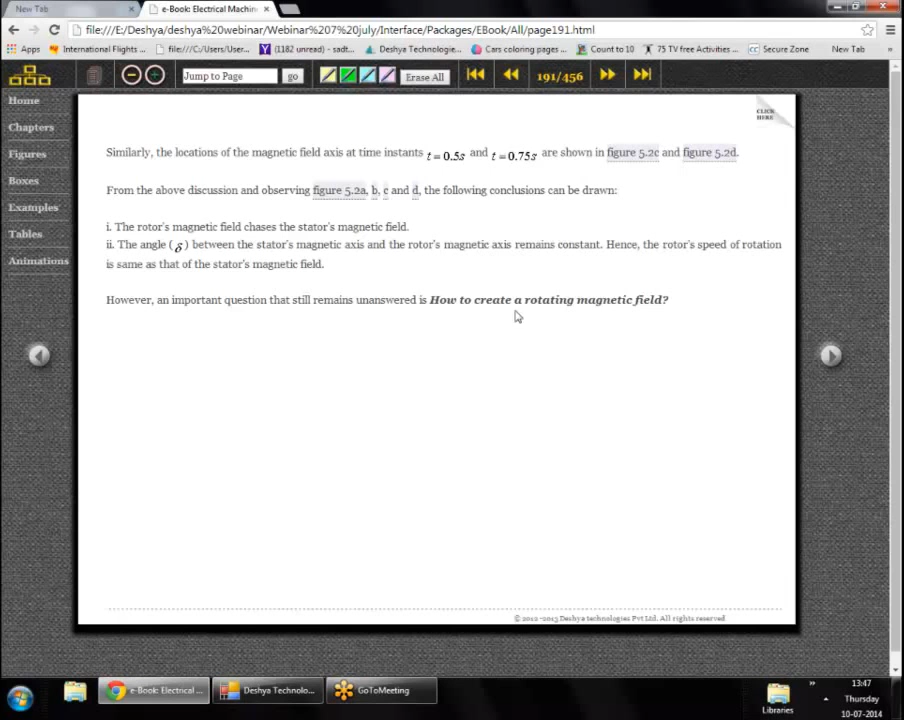 New Tab
e-Book: Electrical Machin
file:///E:/Deshya/deshya%20webinar/Webinar%207%20july/Interface/Packages/EBook/All/page191.html
Apps International Flights ... file:///C:/Users/User... (1182 unread) - sadt... Deshya Technologie... Cars coloring pages ... Count to 10 75 TV free Activities ... Secure Zone New Tab »
Jump to Page go Erase All 191/456
Home
Chapters
Figures
Boxes
Examples
Tables
Animations
CLICK
HERE
Similarly, the locations of the magnetic field axis at time instants t = 0.5s and t = 0.75s are shown in figure 5.2c and figure 5.2d.
From the above discussion and observing figure 5.2a, b, c and d, the following conclusions can be drawn:
i. The rotor's magnetic field chases the stator's magnetic field.
ii. The angle ( δ ) between the stator's magnetic axis and the rotor's magnetic axis remains constant. Hence, the rotor's speed of rotation
is same as that of the stator's magnetic field.
However, an important question that still remains unanswered is How to create a rotating magnetic field?
© 2012 -2013 Deshya technologies Pvt Ltd. All rights reserved
e-Book: Electrical ... Deshya Technolo... GoToMeeting
Libraries
»
13:47
Thursday
10-07-2014